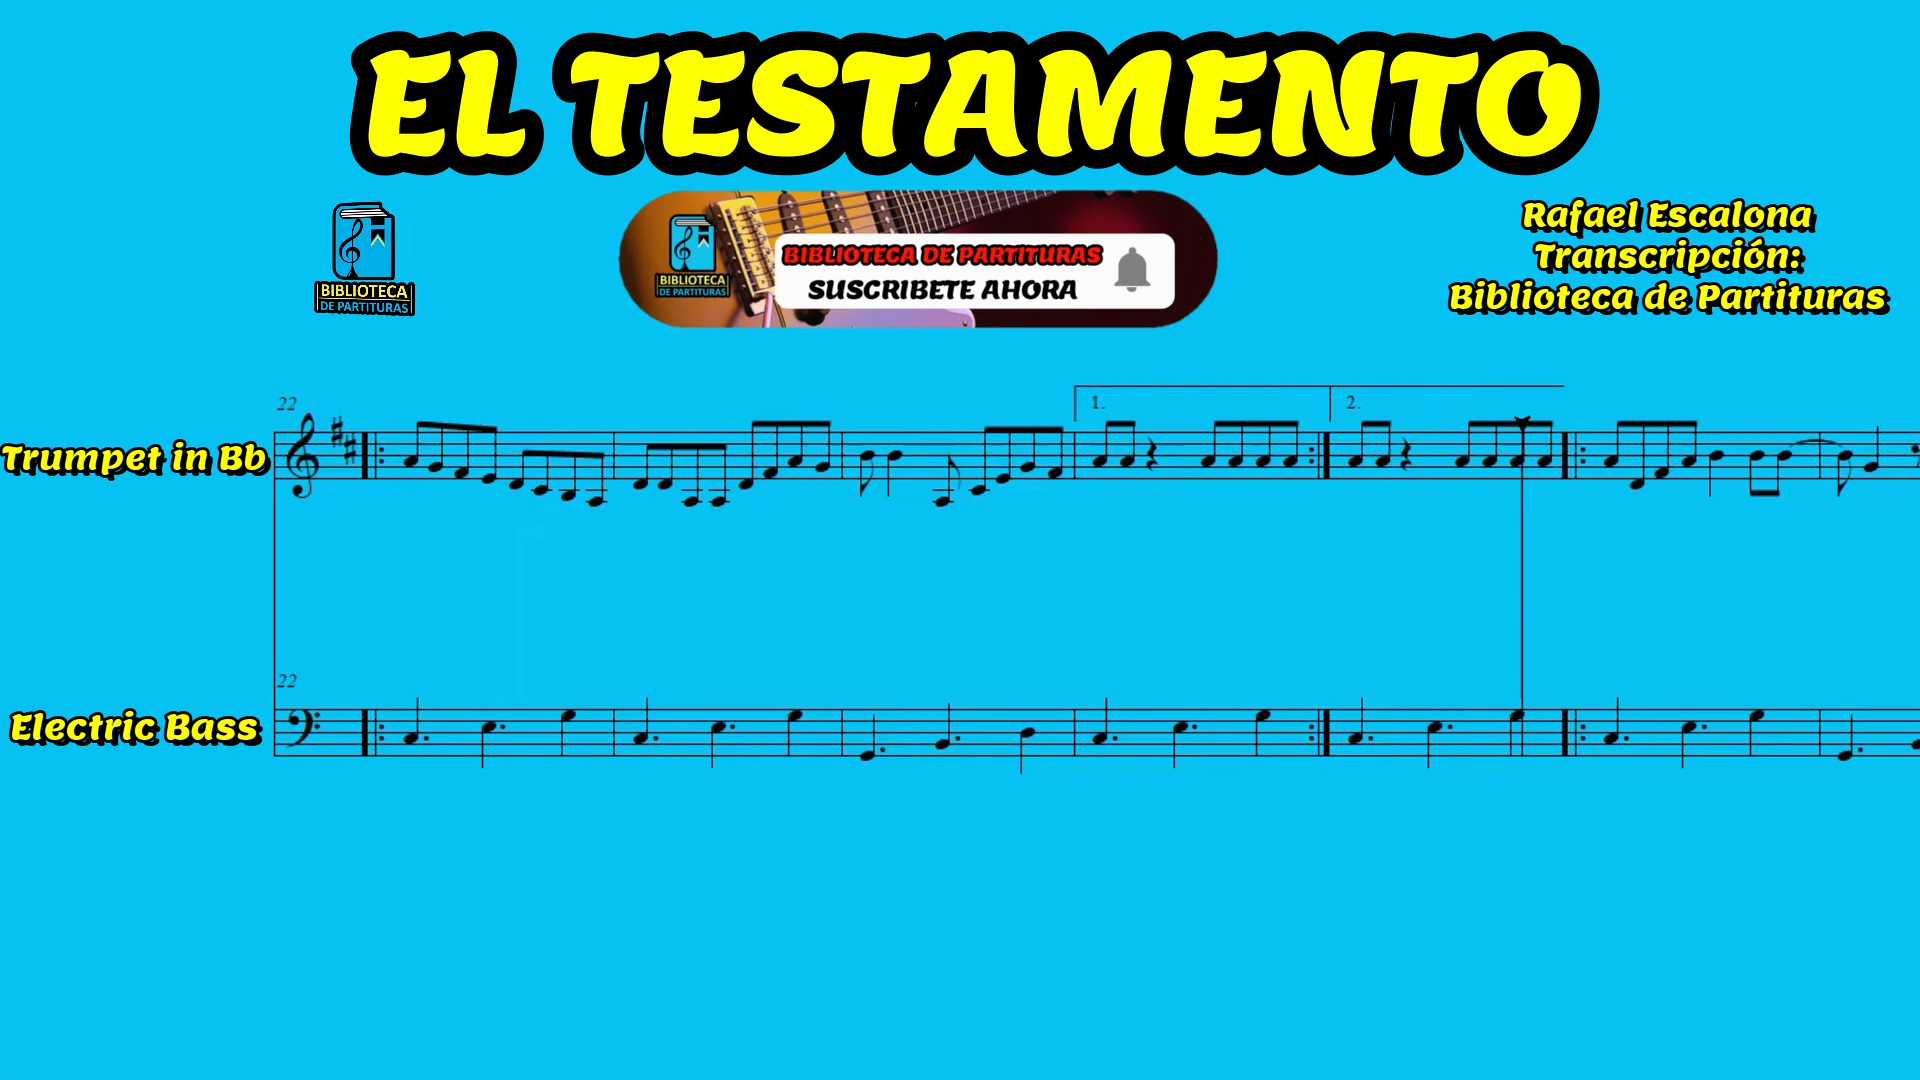 EL TESTAMENTO
BIBLIOTECA
DE PARTITURAS
BIBLIOTECA
DE PARTITURAS
BIBLIOTECA DE PARTITURAS
SUSCRIBETE AHORA
Rafael Escalona
Transcripción:
Biblioteca de Partituras
22
1.
2.
Trumpet in Bb
22
Electric Bass